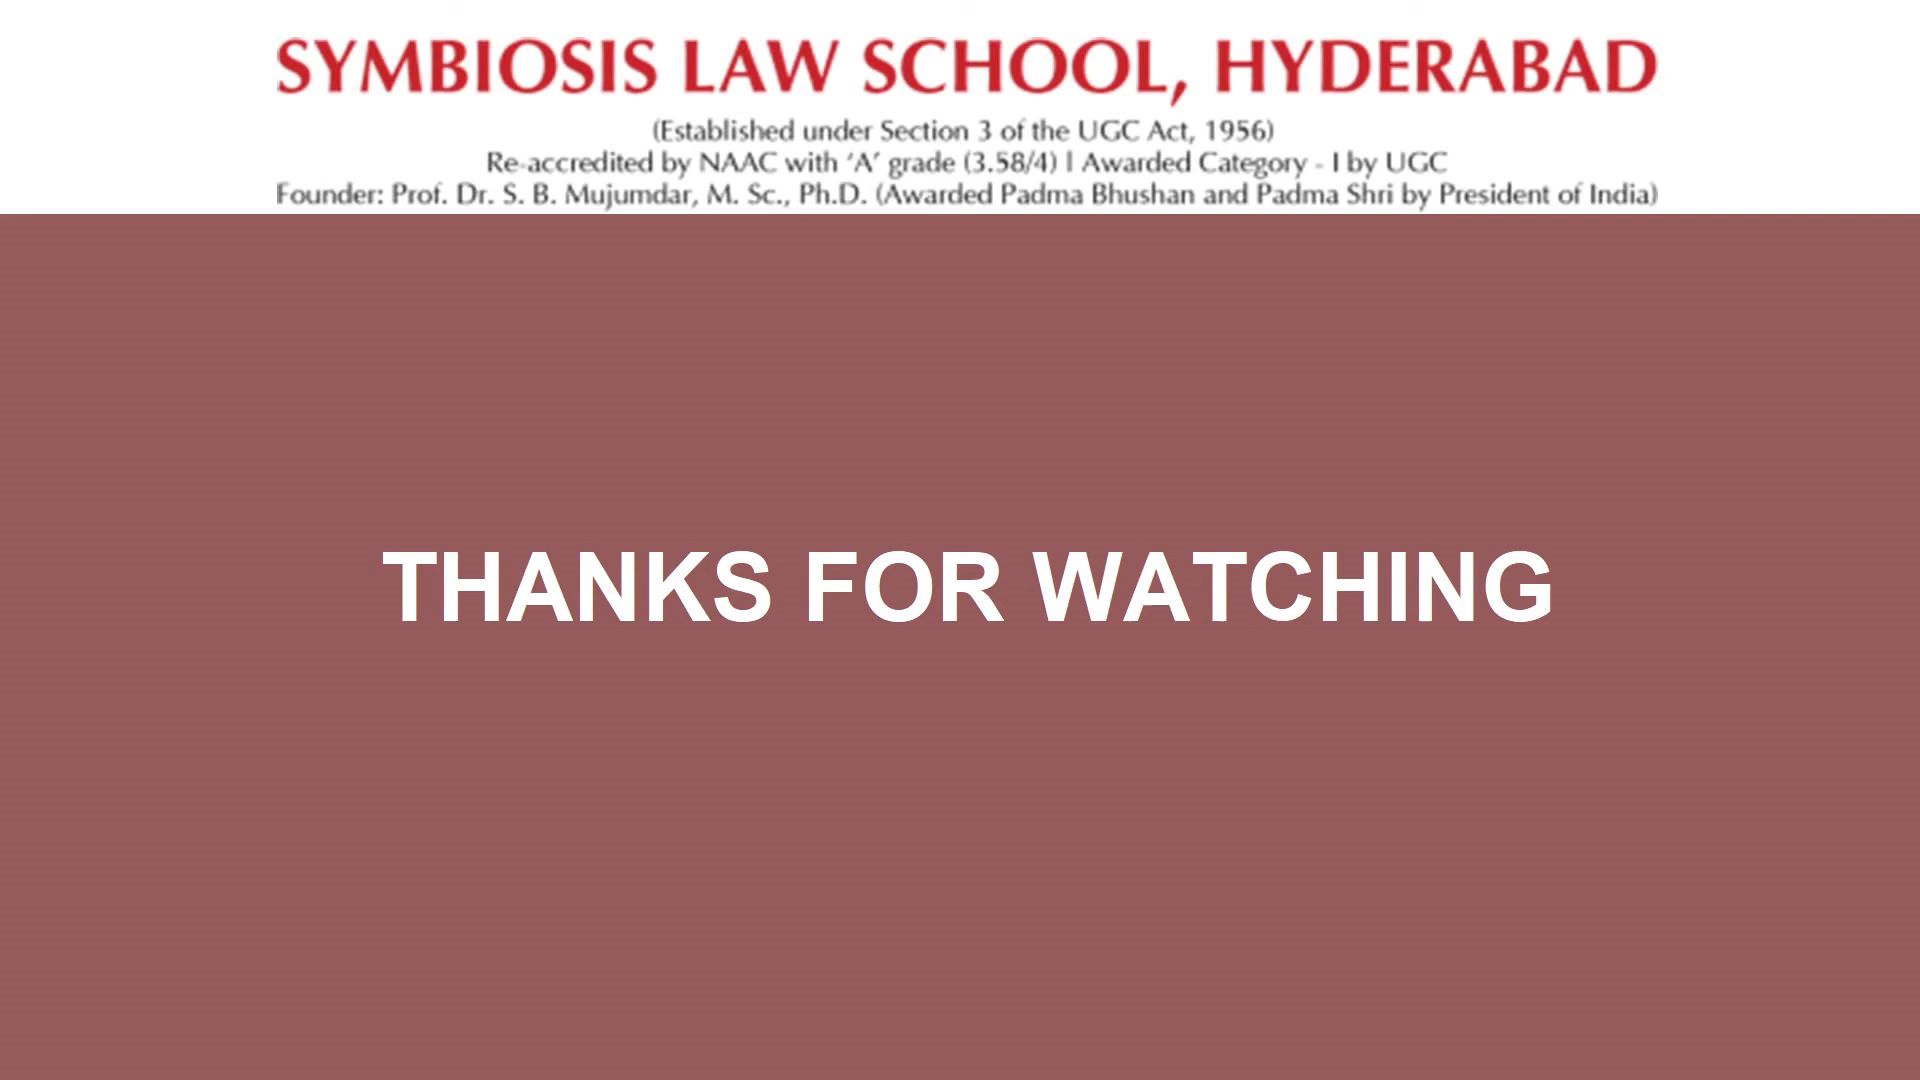 SYMBIOSIS LAW SCHOOL, HYDERABAD
(Established under Section 3 of the UGC Act, 1956)
Re-accredited by NAAC with ‘A’ grade (3.58/4) | Awarded Category - I by UGC
Founder: Prof. Dr. S. B. Mujumdar, M. Sc., Ph.D. (Awarded Padma Bhushan and Padma Shri by President of India)
THANKS FOR WATCHING